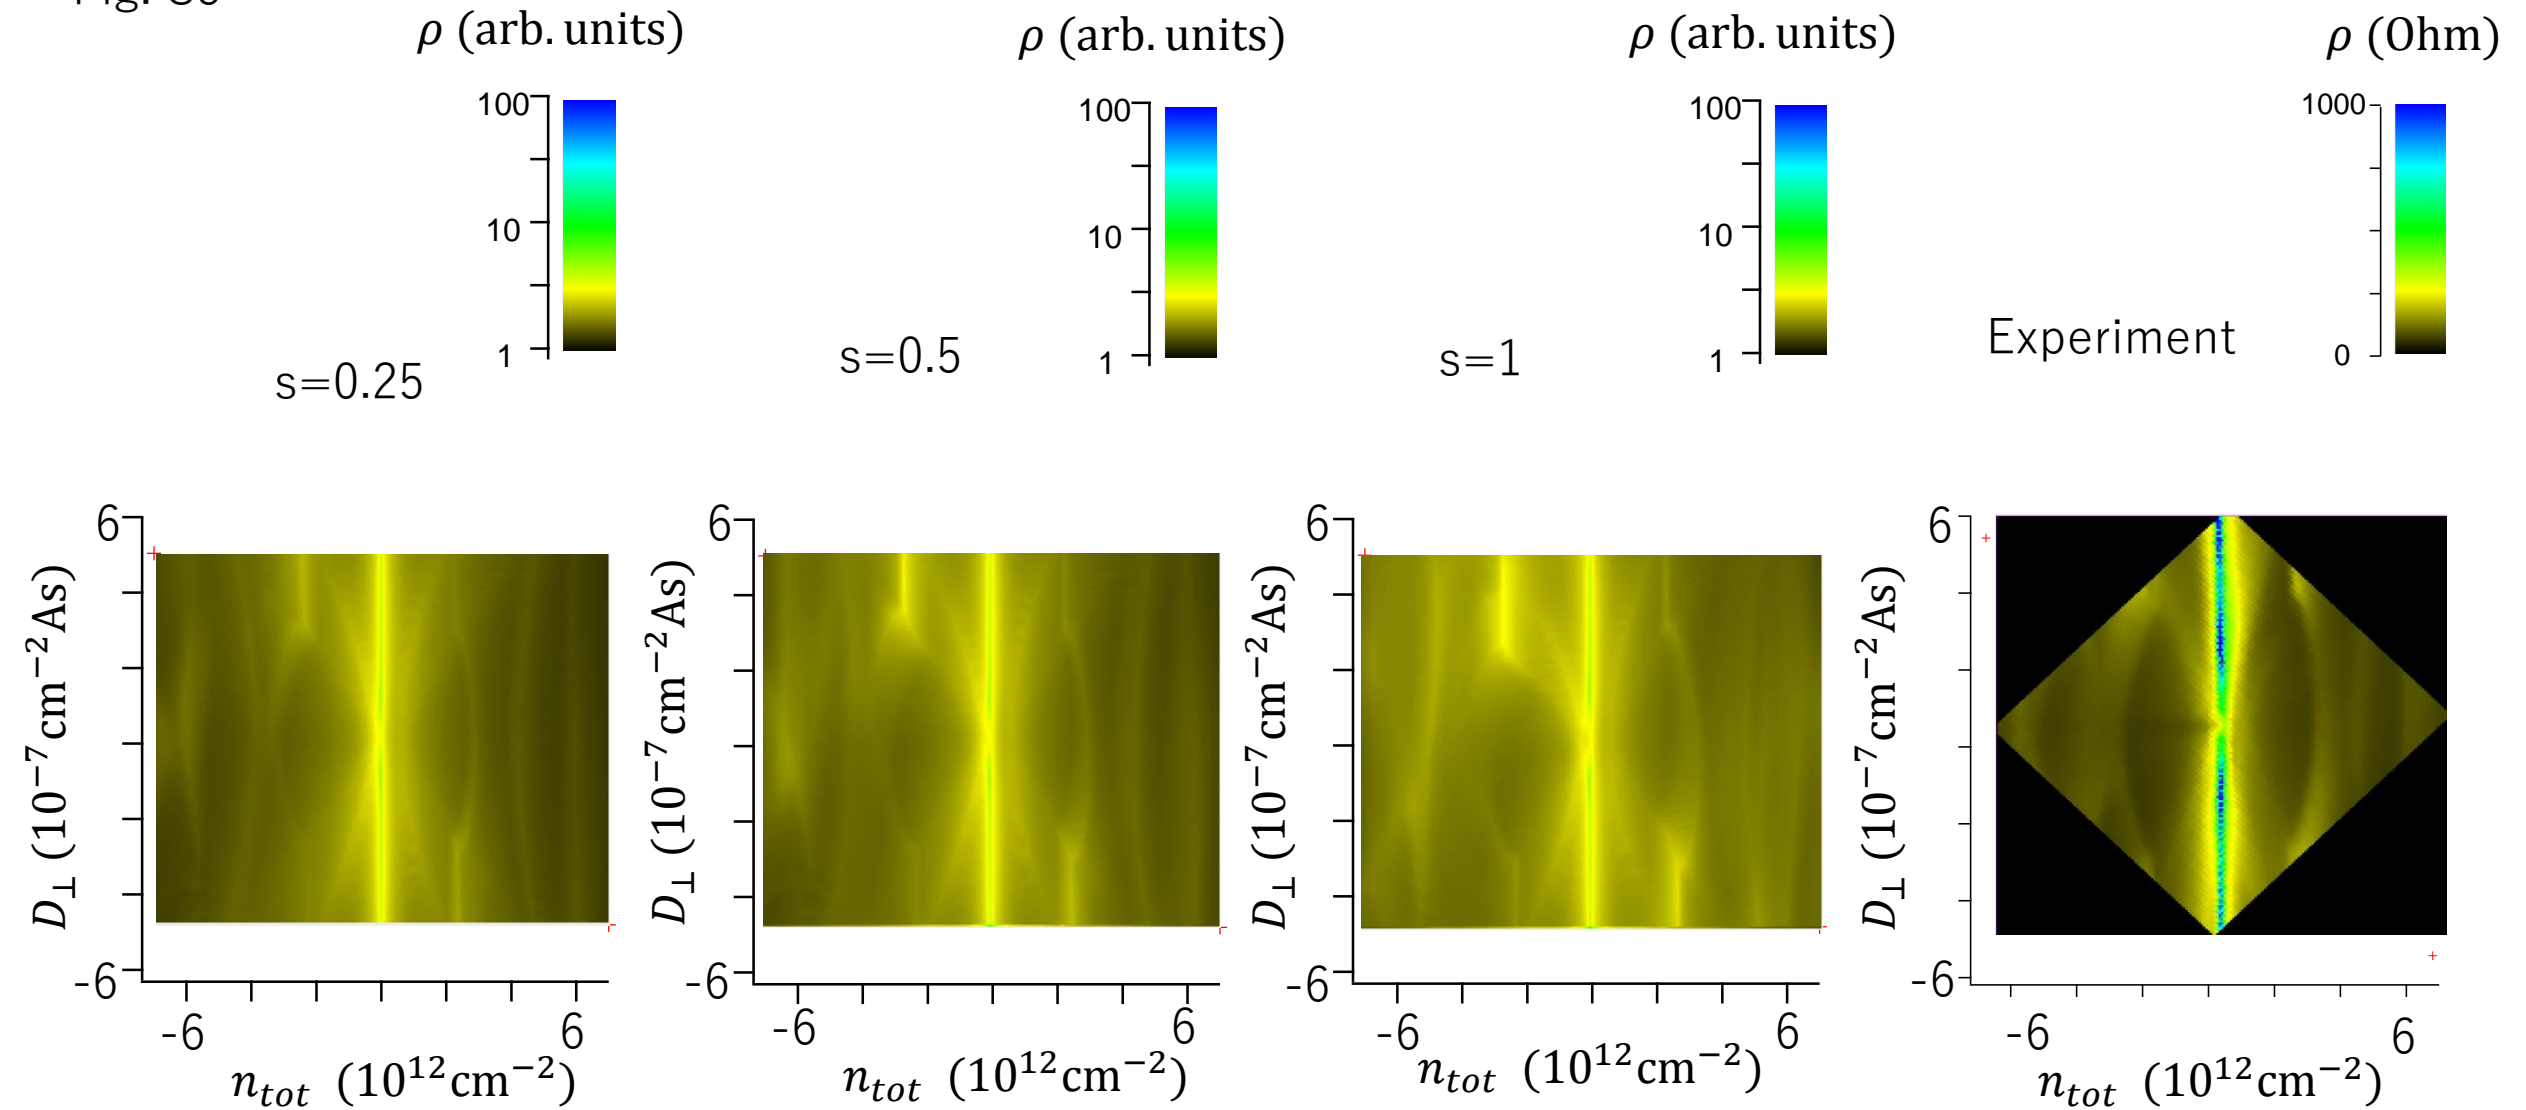 ρ (arb. units)
100
10
1
s=0.25
ρ (arb. units)
100
10
1
s=0.5
ρ (arb. units)
100
10
1
s=1
ρ (Ohm)
1000
0
Experiment
6
-6
D⊥ (10⁻⁷cm⁻²As)
-6 6
n_tot (10¹²cm⁻²)
6
-6
D⊥ (10⁻⁷cm⁻²As)
-6 6
n_tot (10¹²cm⁻²)
6
-6
D⊥ (10⁻⁷cm⁻²As)
-6 6
n_tot (10¹²cm⁻²)
6
-6
D⊥ (10⁻⁷cm⁻²As)
-6 6
n_tot (10¹²cm⁻²)